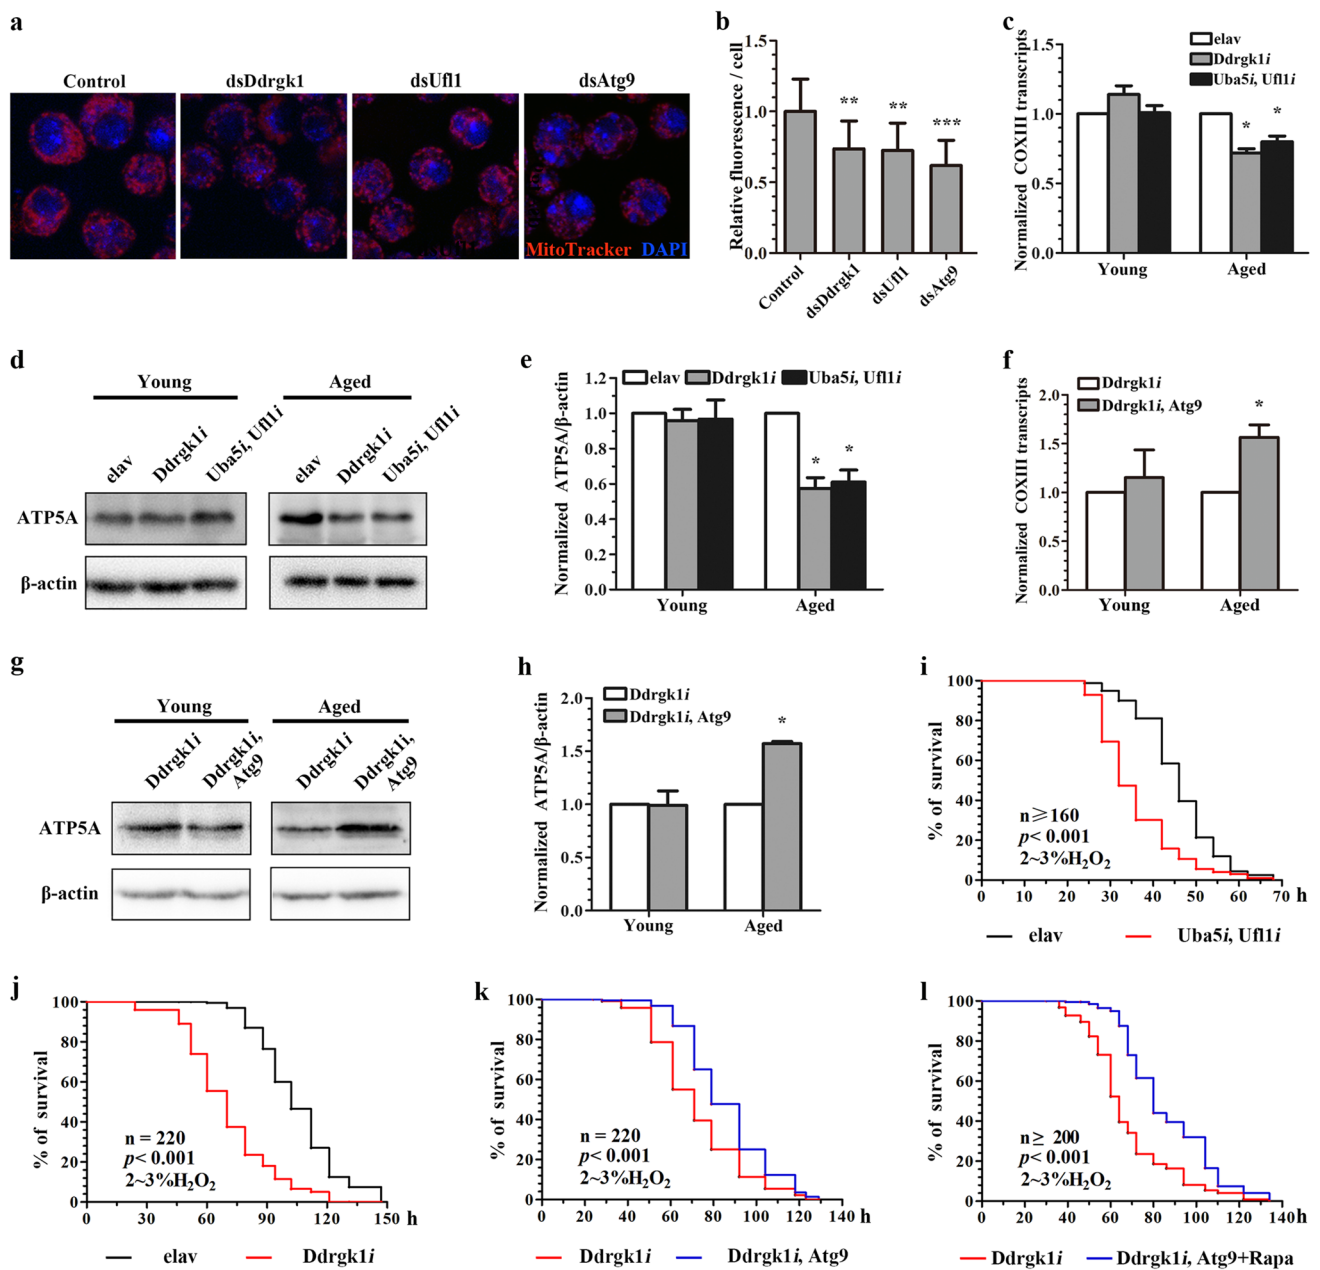 a
Control
dsDdrgk1
dsUfl1
dsAtg9
MitoTracker DAPI
b
Relative fluorescence / cell
1.5
1.0
0.5
0.0
**
**
***
Control
dsDdrgk1
dsUfl1
dsAtg9
c
Normalized COXIII transcripts
1.5
1.0
0.5
0.0
elav
Ddrgk1i
Uba5i, Ufl1i
*
*
Young
Aged
d
Young
Aged
elav
Ddrgk1i
Uba5i, Ufl1i
elav
Ddrgk1i
Uba5i, Ufl1i
ATP5A
β-actin
e
Normalized ATP5A/β-actin
1.2
1.0
0.8
0.6
0.4
0.2
0.0
elav
Ddrgk1i
Uba5i, Ufl1i
*
*
Young
Aged
f
Normalized COXIII transcripts
2.0
1.5
1.0
0.5
0.0
Ddrgk1i
Ddrgk1i, Atg9
*
Young
Aged
g
Young
Aged
Ddrgk1i
Ddrgk1i,
Atg9
Ddrgk1i
Ddrgk1i,
Atg9
ATP5A
β-actin
h
Normalized ATP5A/β-actin
2.0
1.5
1.0
0.5
0.0
Ddrgk1i
Ddrgk1i, Atg9
*
Young
Aged
i
% of survival
100
80
60
40
20
0
n≥160
p< 0.001
2~3%H₂O₂
0 10 20 30 40 50 60 70 h
elav
Uba5i, Ufl1i
j
% of survival
100
80
60
40
20
0
n = 220
p< 0.001
2~3%H₂O₂
0 30 60 90 120 150 h
elav
Ddrgk1i
k
% of survival
100
80
60
40
20
0
n = 220
p< 0.001
2~3%H₂O₂
0 20 40 60 80 100 120 140 h
Ddrgk1i
Ddrgk1i, Atg9
l
% of survival
100
80
60
40
20
0
n≥ 200
p< 0.001
2~3%H₂O₂
0 20 40 60 80 100 120 140 h
Ddrgk1i
Ddrgk1i, Atg9+Rapa